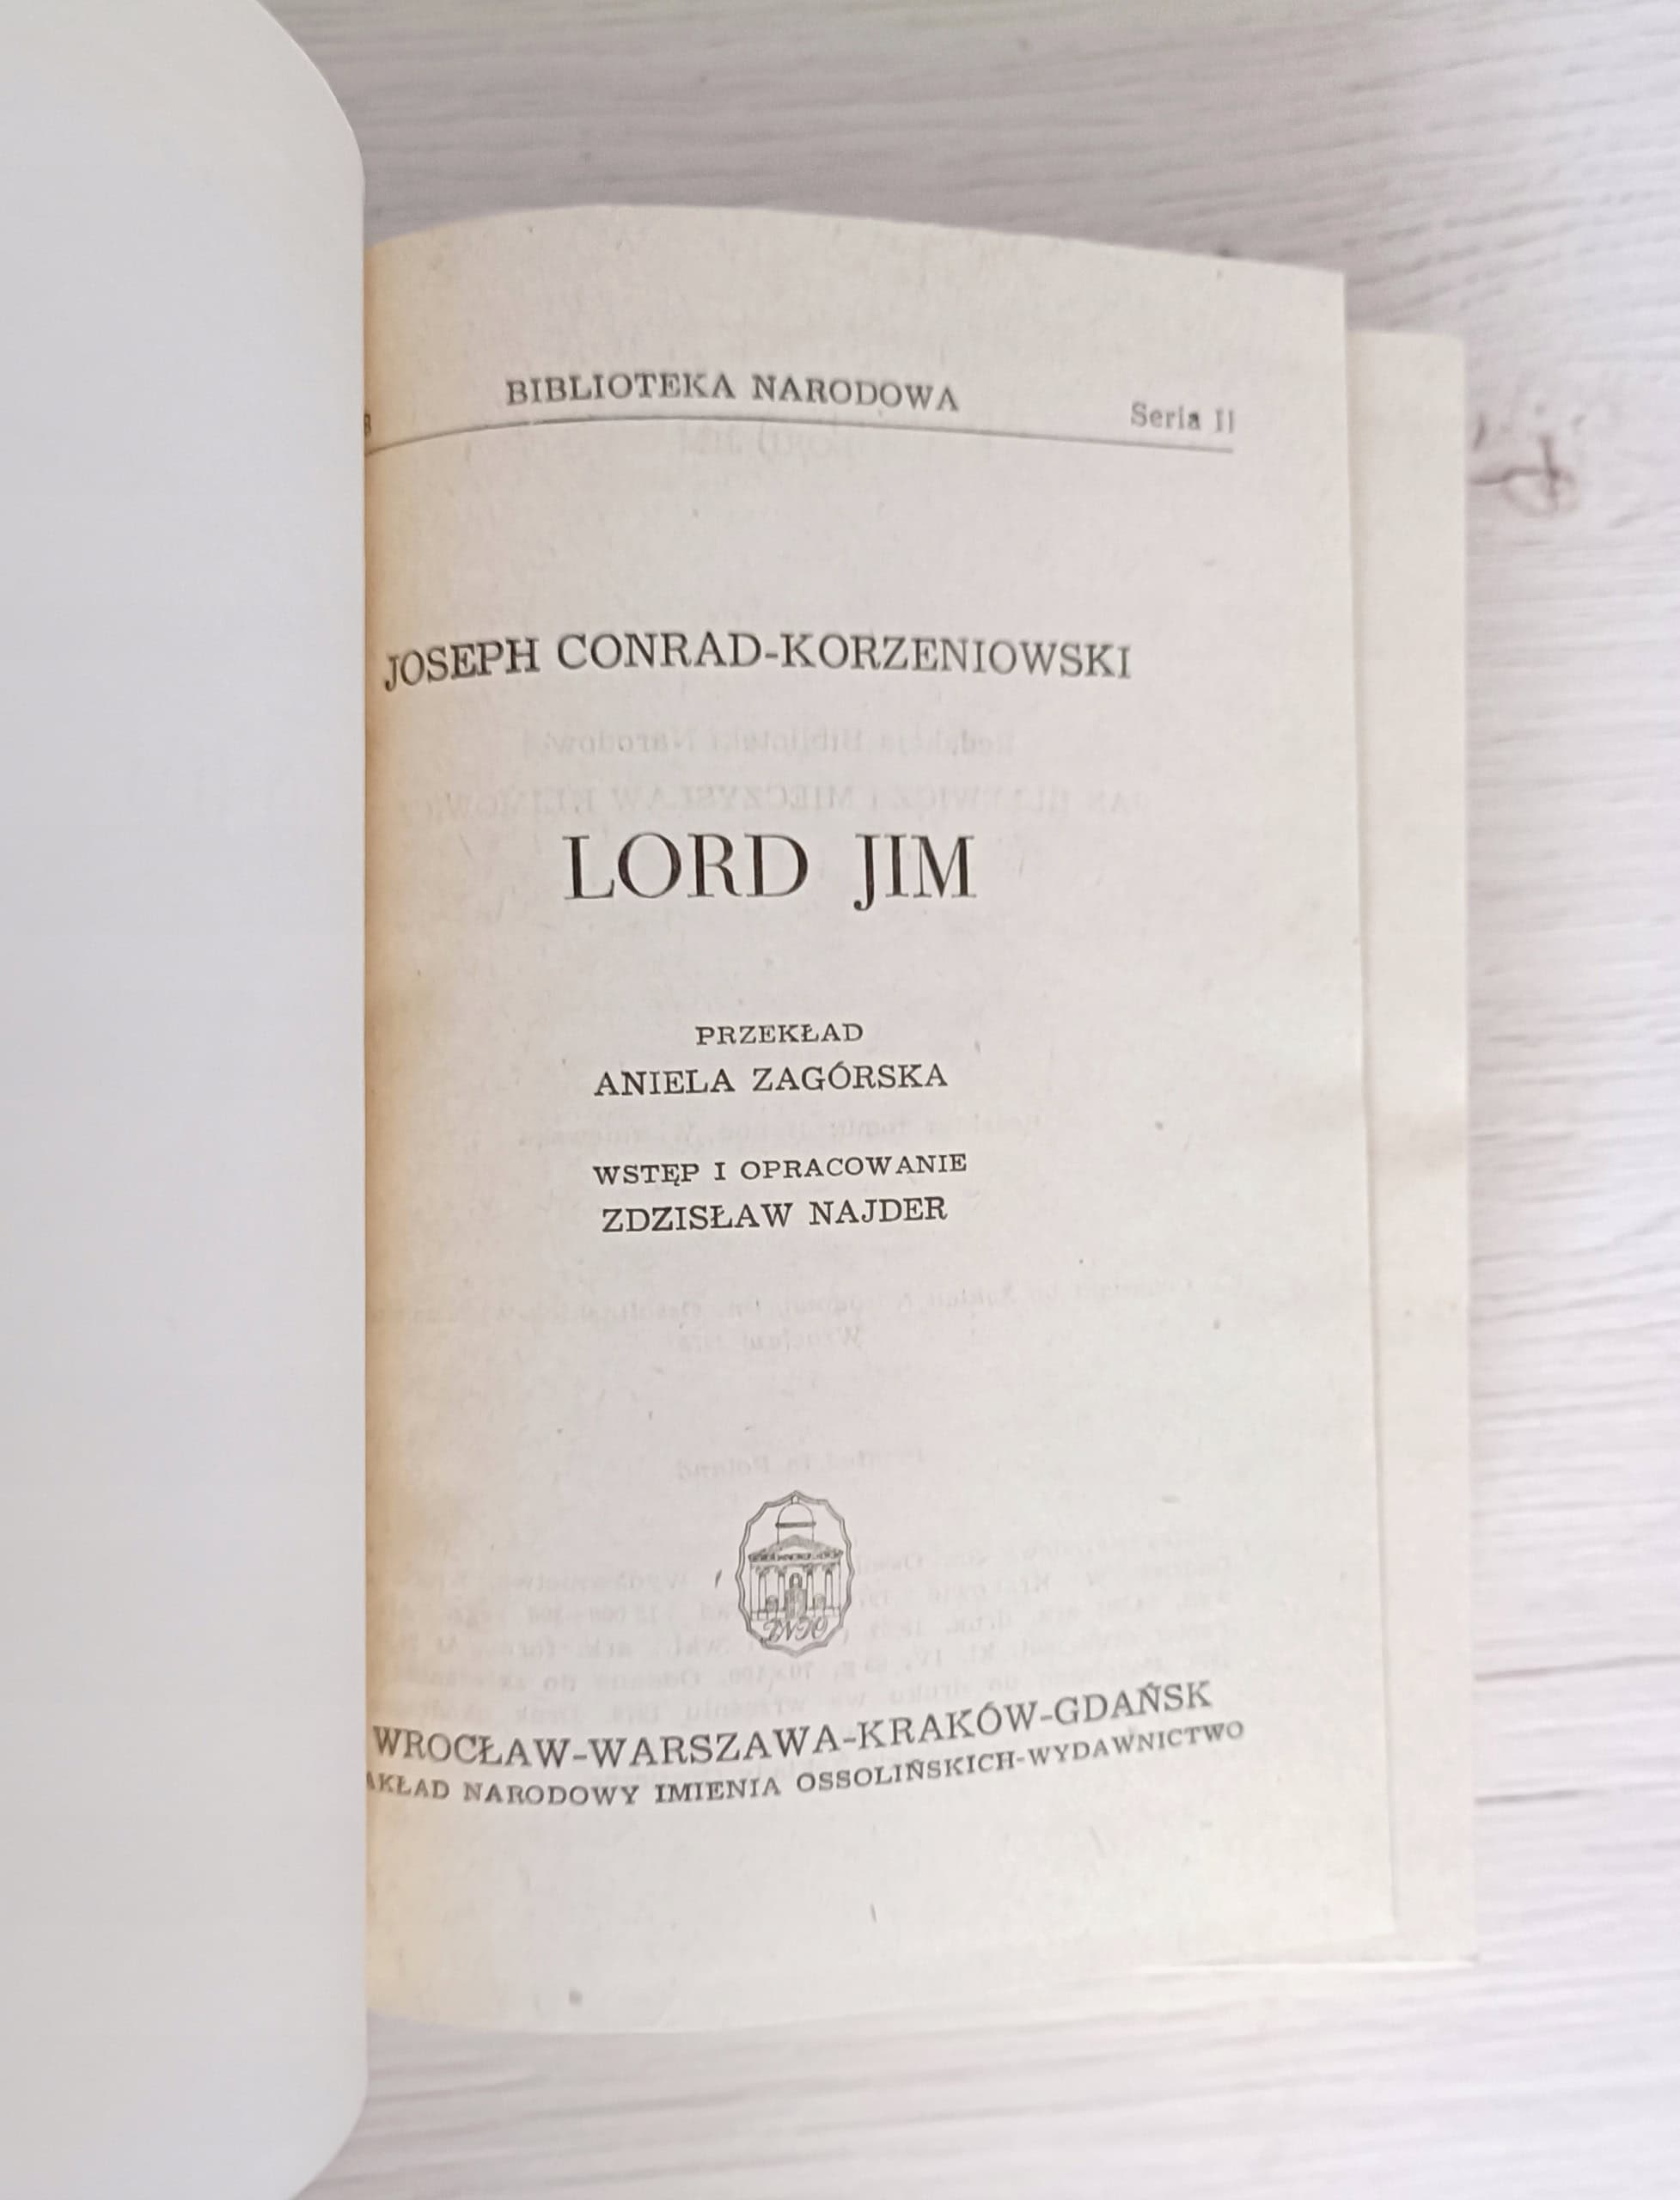 BIBLIOTEKA NARODOWA Seria II
JOSEPH CONRAD-KORZENIOWSKI
LORD JIM
PRZEKŁAD
ANIELA ZAGÓRSKA
WSTĘP I OPRACOWANIE
ZDZISŁAW NAJDER
WROCŁAW-WARSZAWA-KRAKÓW-GDAŃSK
AKŁAD NARODOWY IMIENIA OSSOLIŃSKICH-WYDAWNICTWO